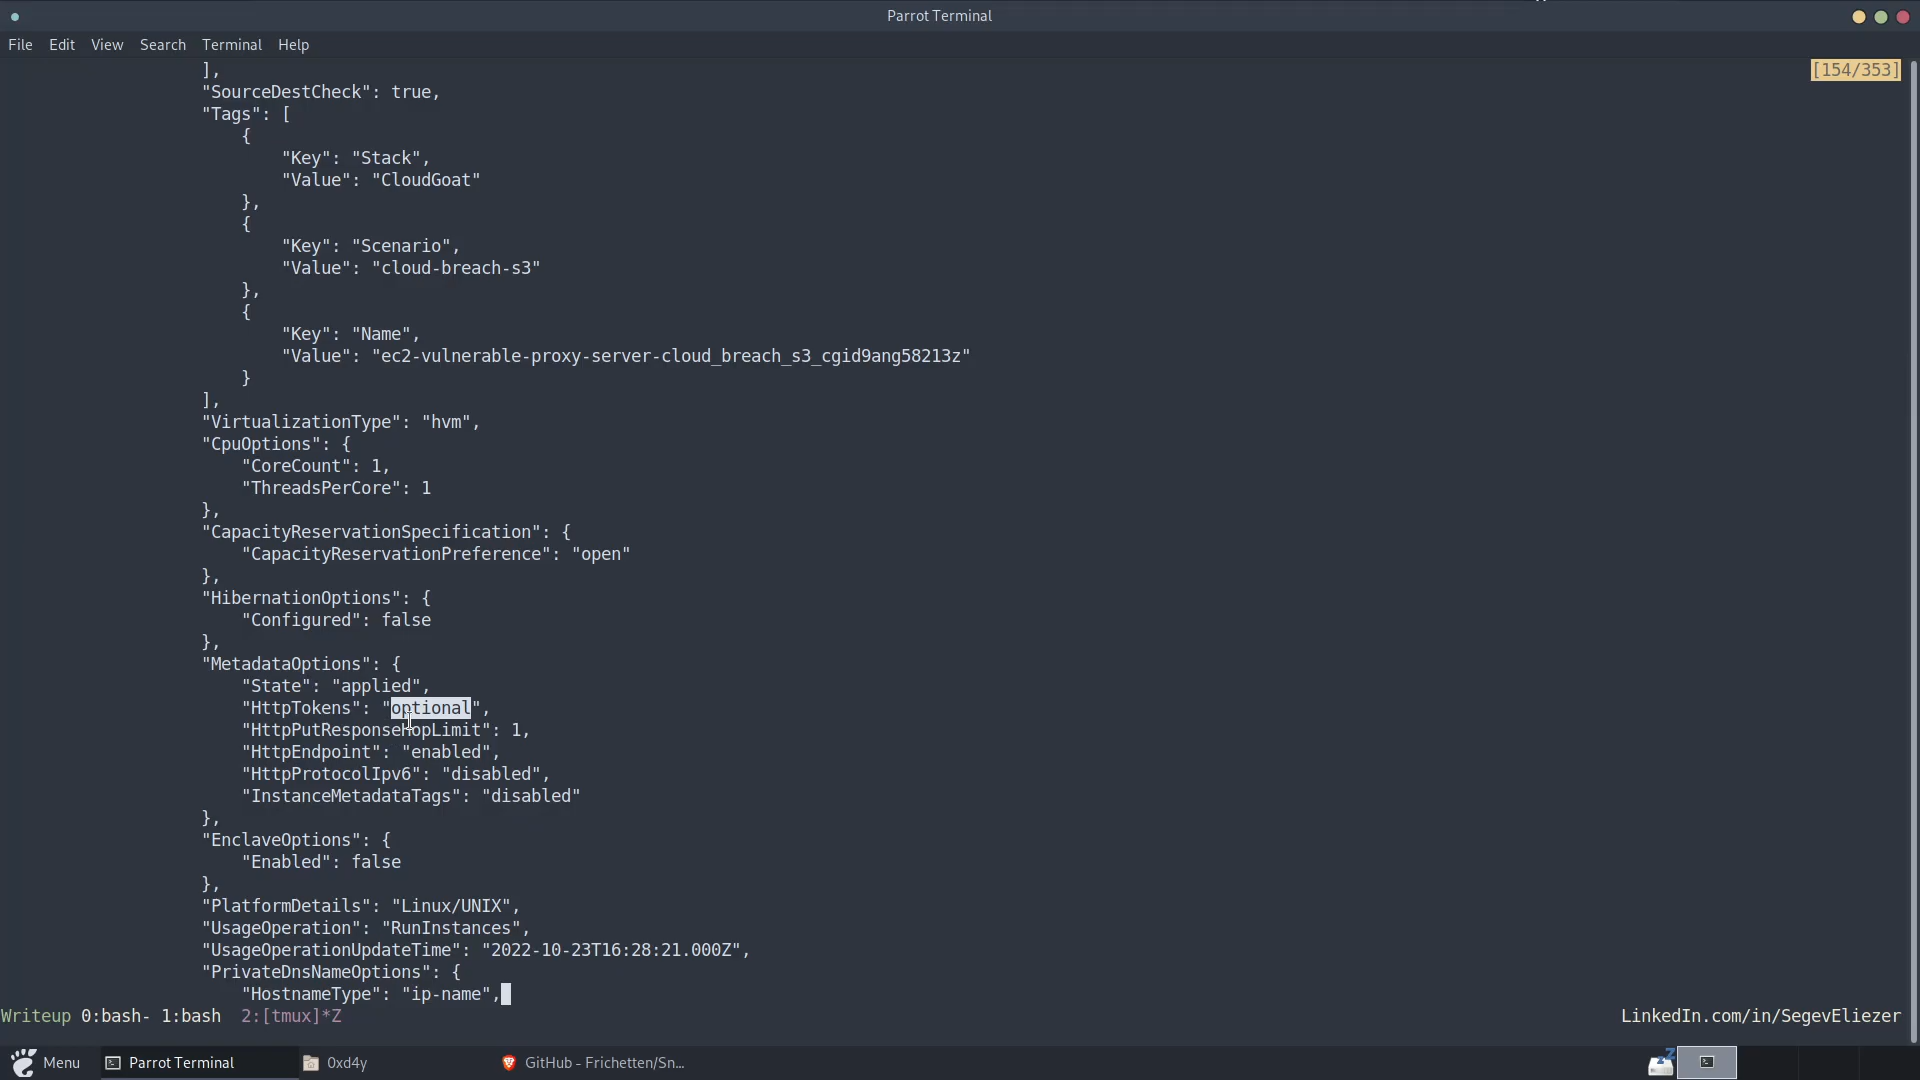 Parrot Terminal
File Edit View Search Terminal Help
], [154/353]
"SourceDestCheck": true,
"Tags": [
{
"Key": "Stack",
"Value": "CloudGoat"
},
{
"Key": "Scenario",
"Value": "cloud-breach-s3"
},
{
"Key": "Name",
"Value": "ec2-vulnerable-proxy-server-cloud_breach_s3_cgid9ang58213z"
}
],
"VirtualizationType": "hvm",
"CpuOptions": {
"CoreCount": 1,
"ThreadsPerCore": 1
},
"CapacityReservationSpecification": {
"CapacityReservationPreference": "open"
},
"HibernationOptions": {
"Configured": false
},
"MetadataOptions": {
"State": "applied",
"HttpTokens": "optional",
"HttpPutResponseHopLimit": 1,
"HttpEndpoint": "enabled",
"HttpProtocolIpv6": "disabled",
"InstanceMetadataTags": "disabled"
},
"EnclaveOptions": {
"Enabled": false
},
"PlatformDetails": "Linux/UNIX",
"UsageOperation": "RunInstances",
"UsageOperationUpdateTime": "2022-10-23T16:28:21.000Z",
"PrivateDnsNameOptions": {
"HostnameType": "ip-name",
Writeup 0:bash- 1:bash 2:[tmux]*Z LinkedIn.com/in/SegevEliezer
Menu Parrot Terminal 0xd4y GitHub - Frichetten/Sn...